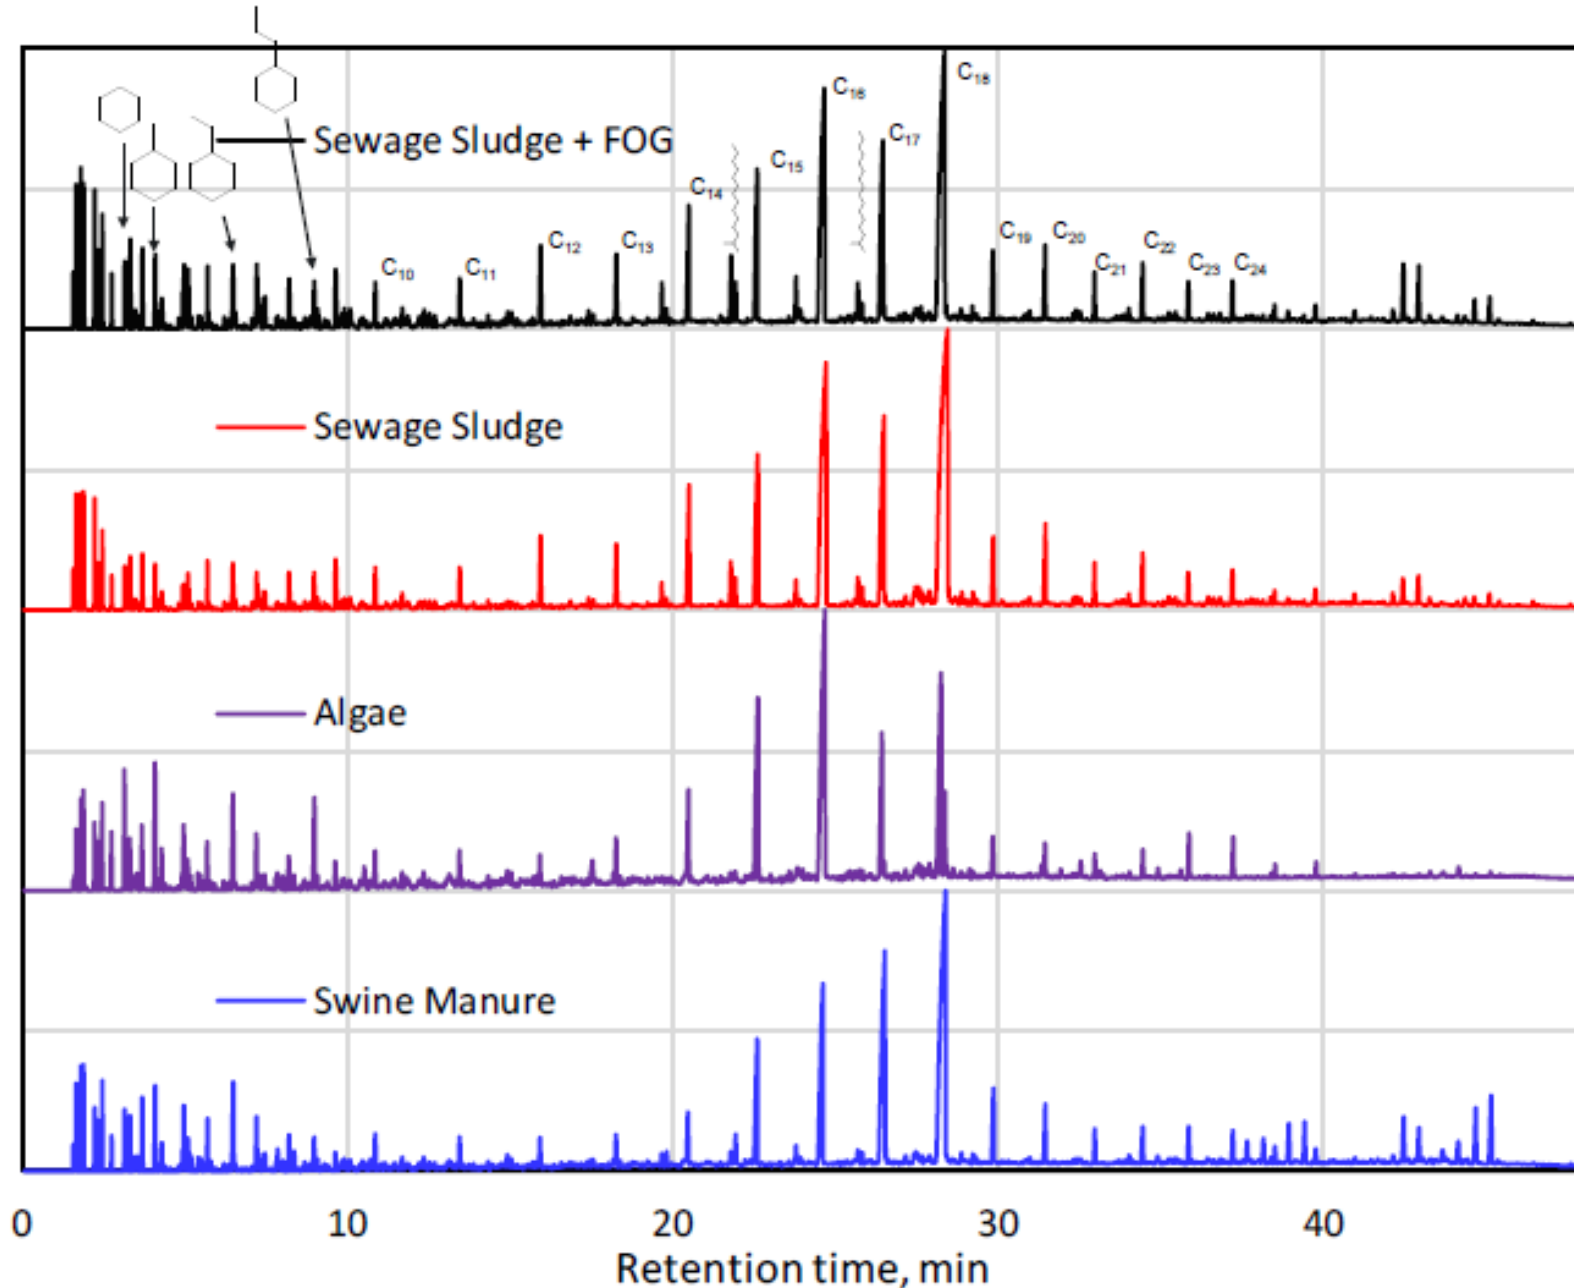 C18
C16
Sewage Sludge + FOG
C17
C15
C14
C12
C13
C19
C20
C22
C10
C11
C21
C23
C24
Sewage Sludge
Algae
Swine Manure
0 10 20 30 40
Retention time, min